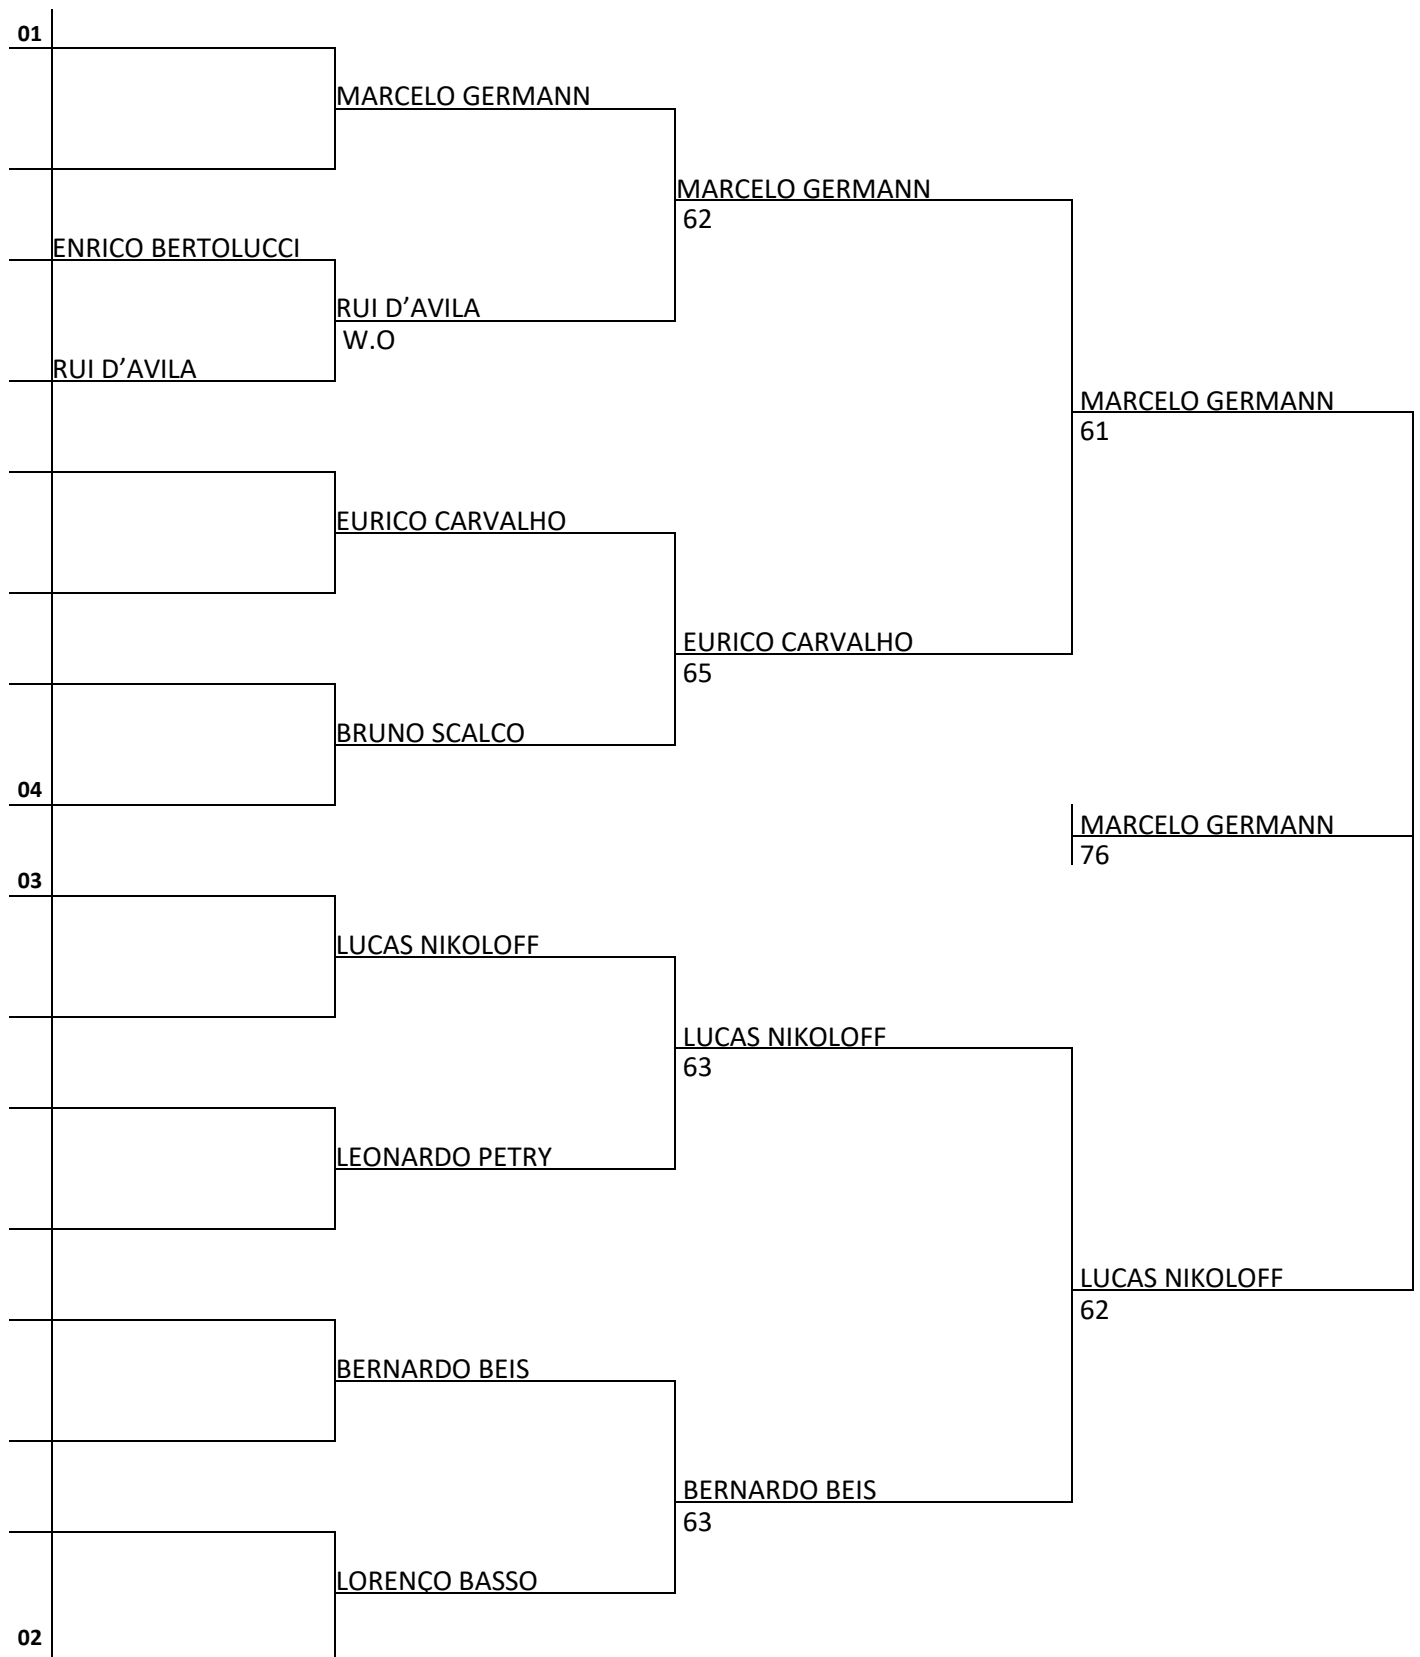 01
MARCELO GERMANN
MARCELO GERMANN
62
ENRICO BERTOLUCCI
RUI D’AVILA
W.O
RUI D’AVILA
MARCELO GERMANN
61
EURICO CARVALHO
EURICO CARVALHO
65
BRUNO SCALCO
04
MARCELO GERMANN
76
03
LUCAS NIKOLOFF
LUCAS NIKOLOFF
63
LEONARDO PETRY
LUCAS NIKOLOFF
62
BERNARDO BEIS
BERNARDO BEIS
63
LORENÇO BASSO
02